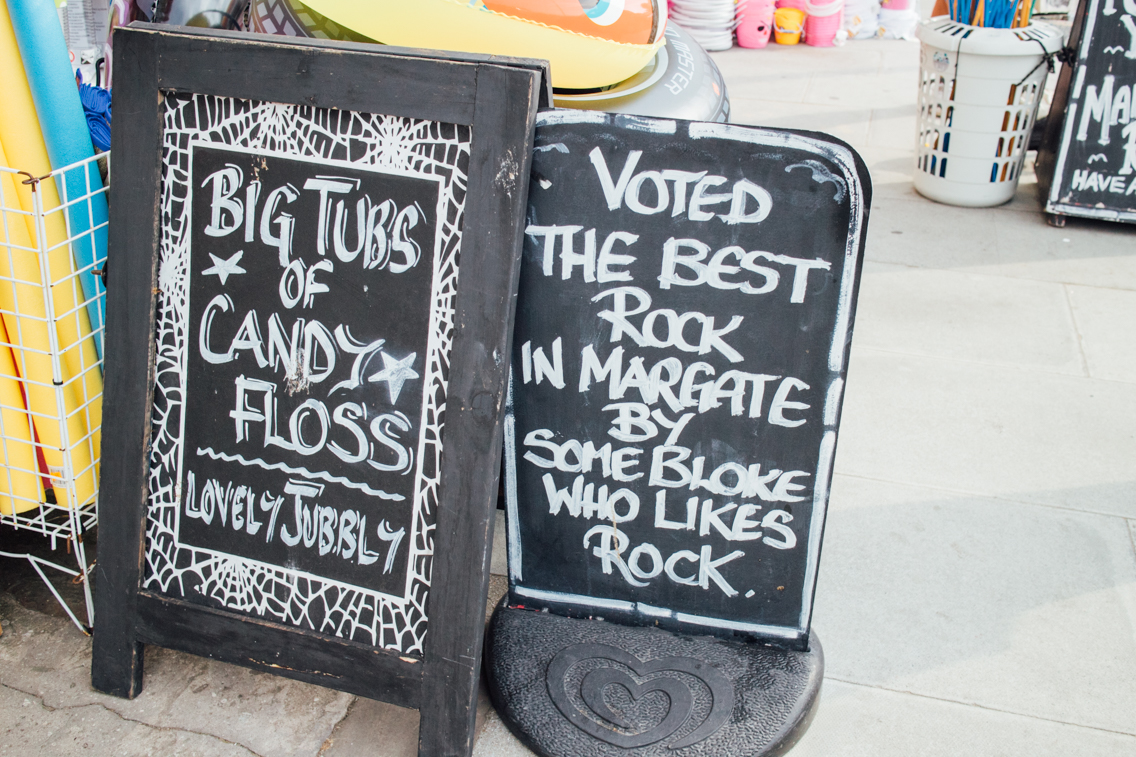 BIG TUBS
OF
CANDY
FLOSS
LOVELY JUBBLY
VOTED
THE BEST
ROCK
IN MARGATE
BY
SOME BLOKE
WHO LIKES
ROCK.
HAVE A